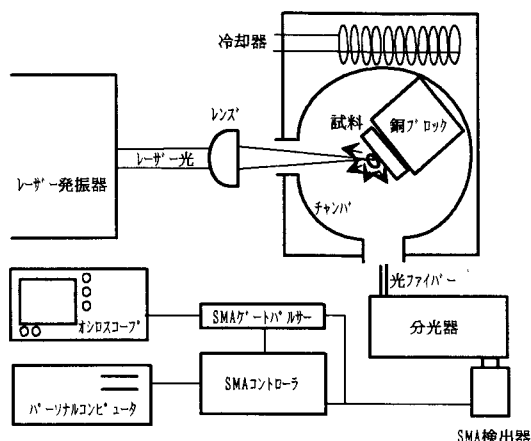 冷却器
レンズ
試料
銅ブロック
レーザー光
レーザー発振器
チャンバ
光ファイバー
オシロスコープ
SMAゲートパルサー
分光器
SMAコントローラ
パーソナルコンピュータ
SMA検出器